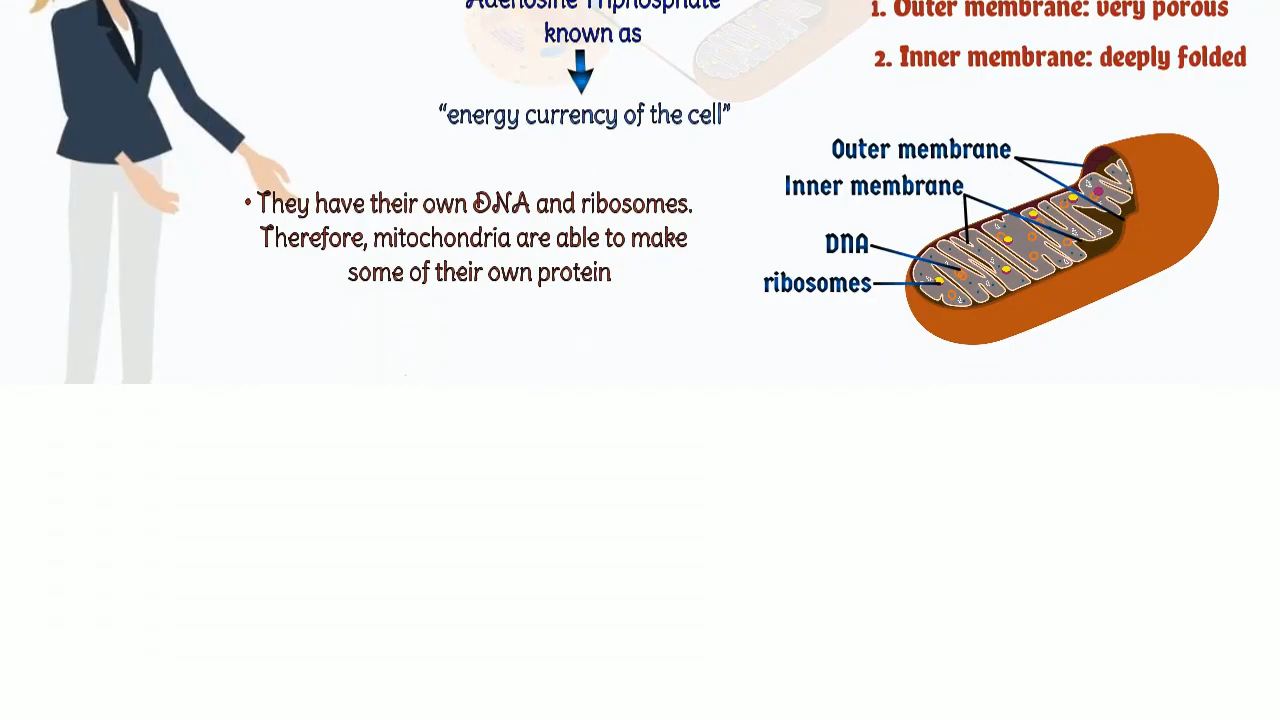 Adenosine Triphosphate
known as
“energy currency of the cell”
1. Outer membrane: very porous
2. Inner membrane: deeply folded
• They have their own DNA and ribosomes.
Therefore, mitochondria are able to make
some of their own protein
Outer membrane
Inner membrane
DNA
ribosomes